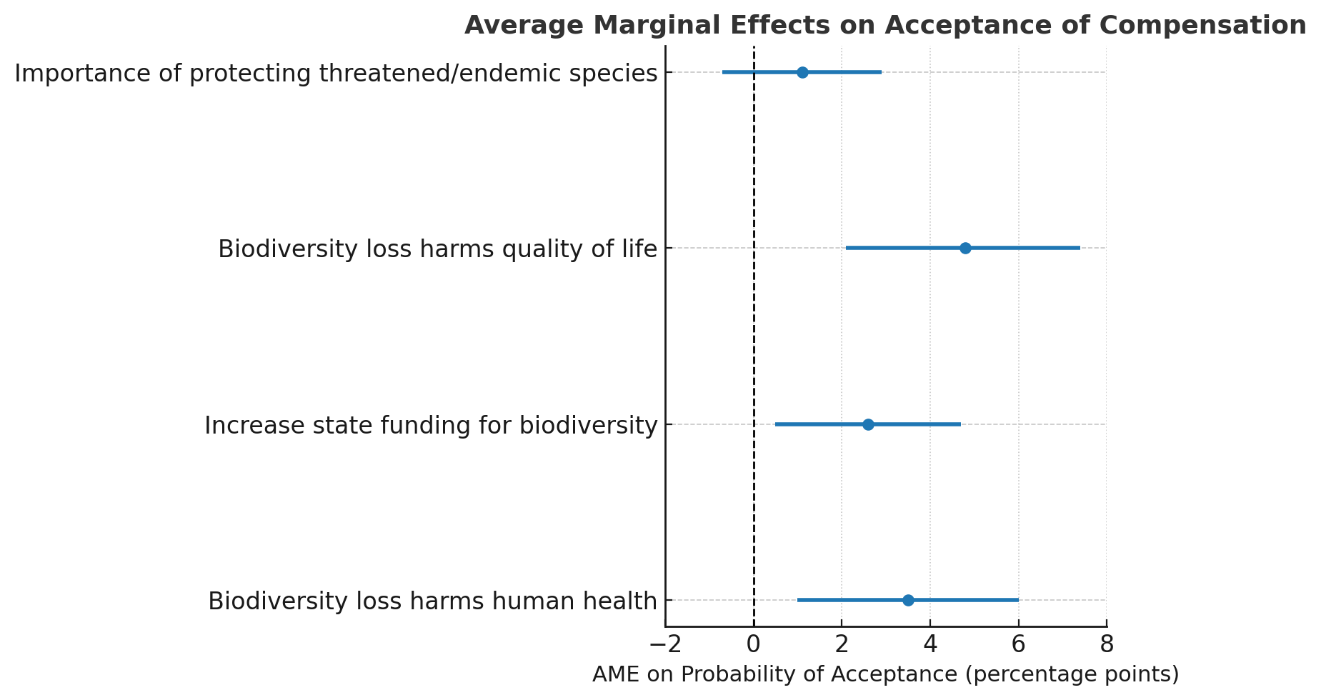 Average Marginal Effects on Acceptance of Compensation
Importance of protecting threatened/endemic species
Biodiversity loss harms quality of life
Increase state funding for biodiversity
Biodiversity loss harms human health
−2 0 2 4 6 8
AME on Probability of Acceptance (percentage points)